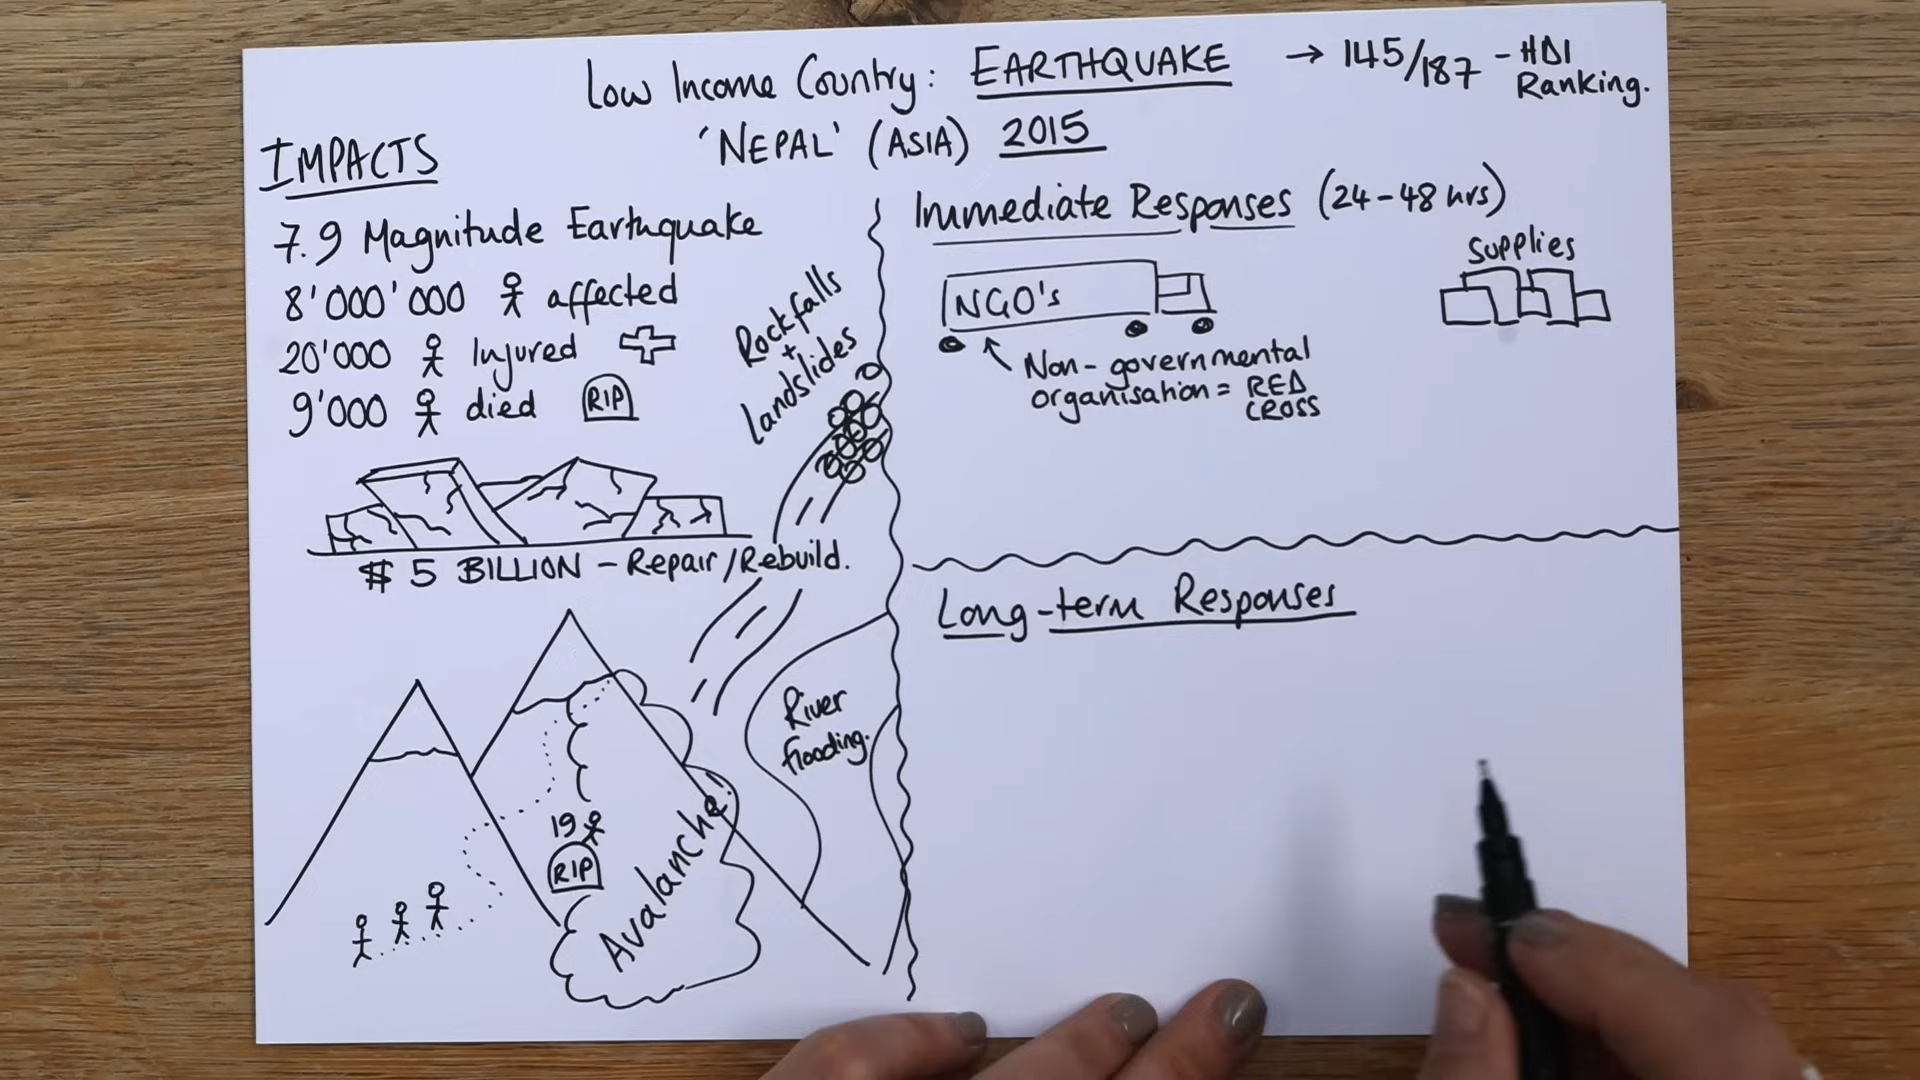 Low Income Country: EARTHQUAKE → 145/187 - HDI Ranking.
'NEPAL' (ASIA) 2015
IMPACTS
7.9 Magnitude Earthquake
8'000'000 affected
20'000 Injured
9'000 died RIP
$ 5 BILLION - Repair/Rebuild.
Rockfalls
+
landslides
River
flooding.
19
RIP
Avalanche!
Immediate Responses (24-48 hrs)
NGO's
Non-governmental
organisation = RED
CROSS
Supplies
Long-term Responses